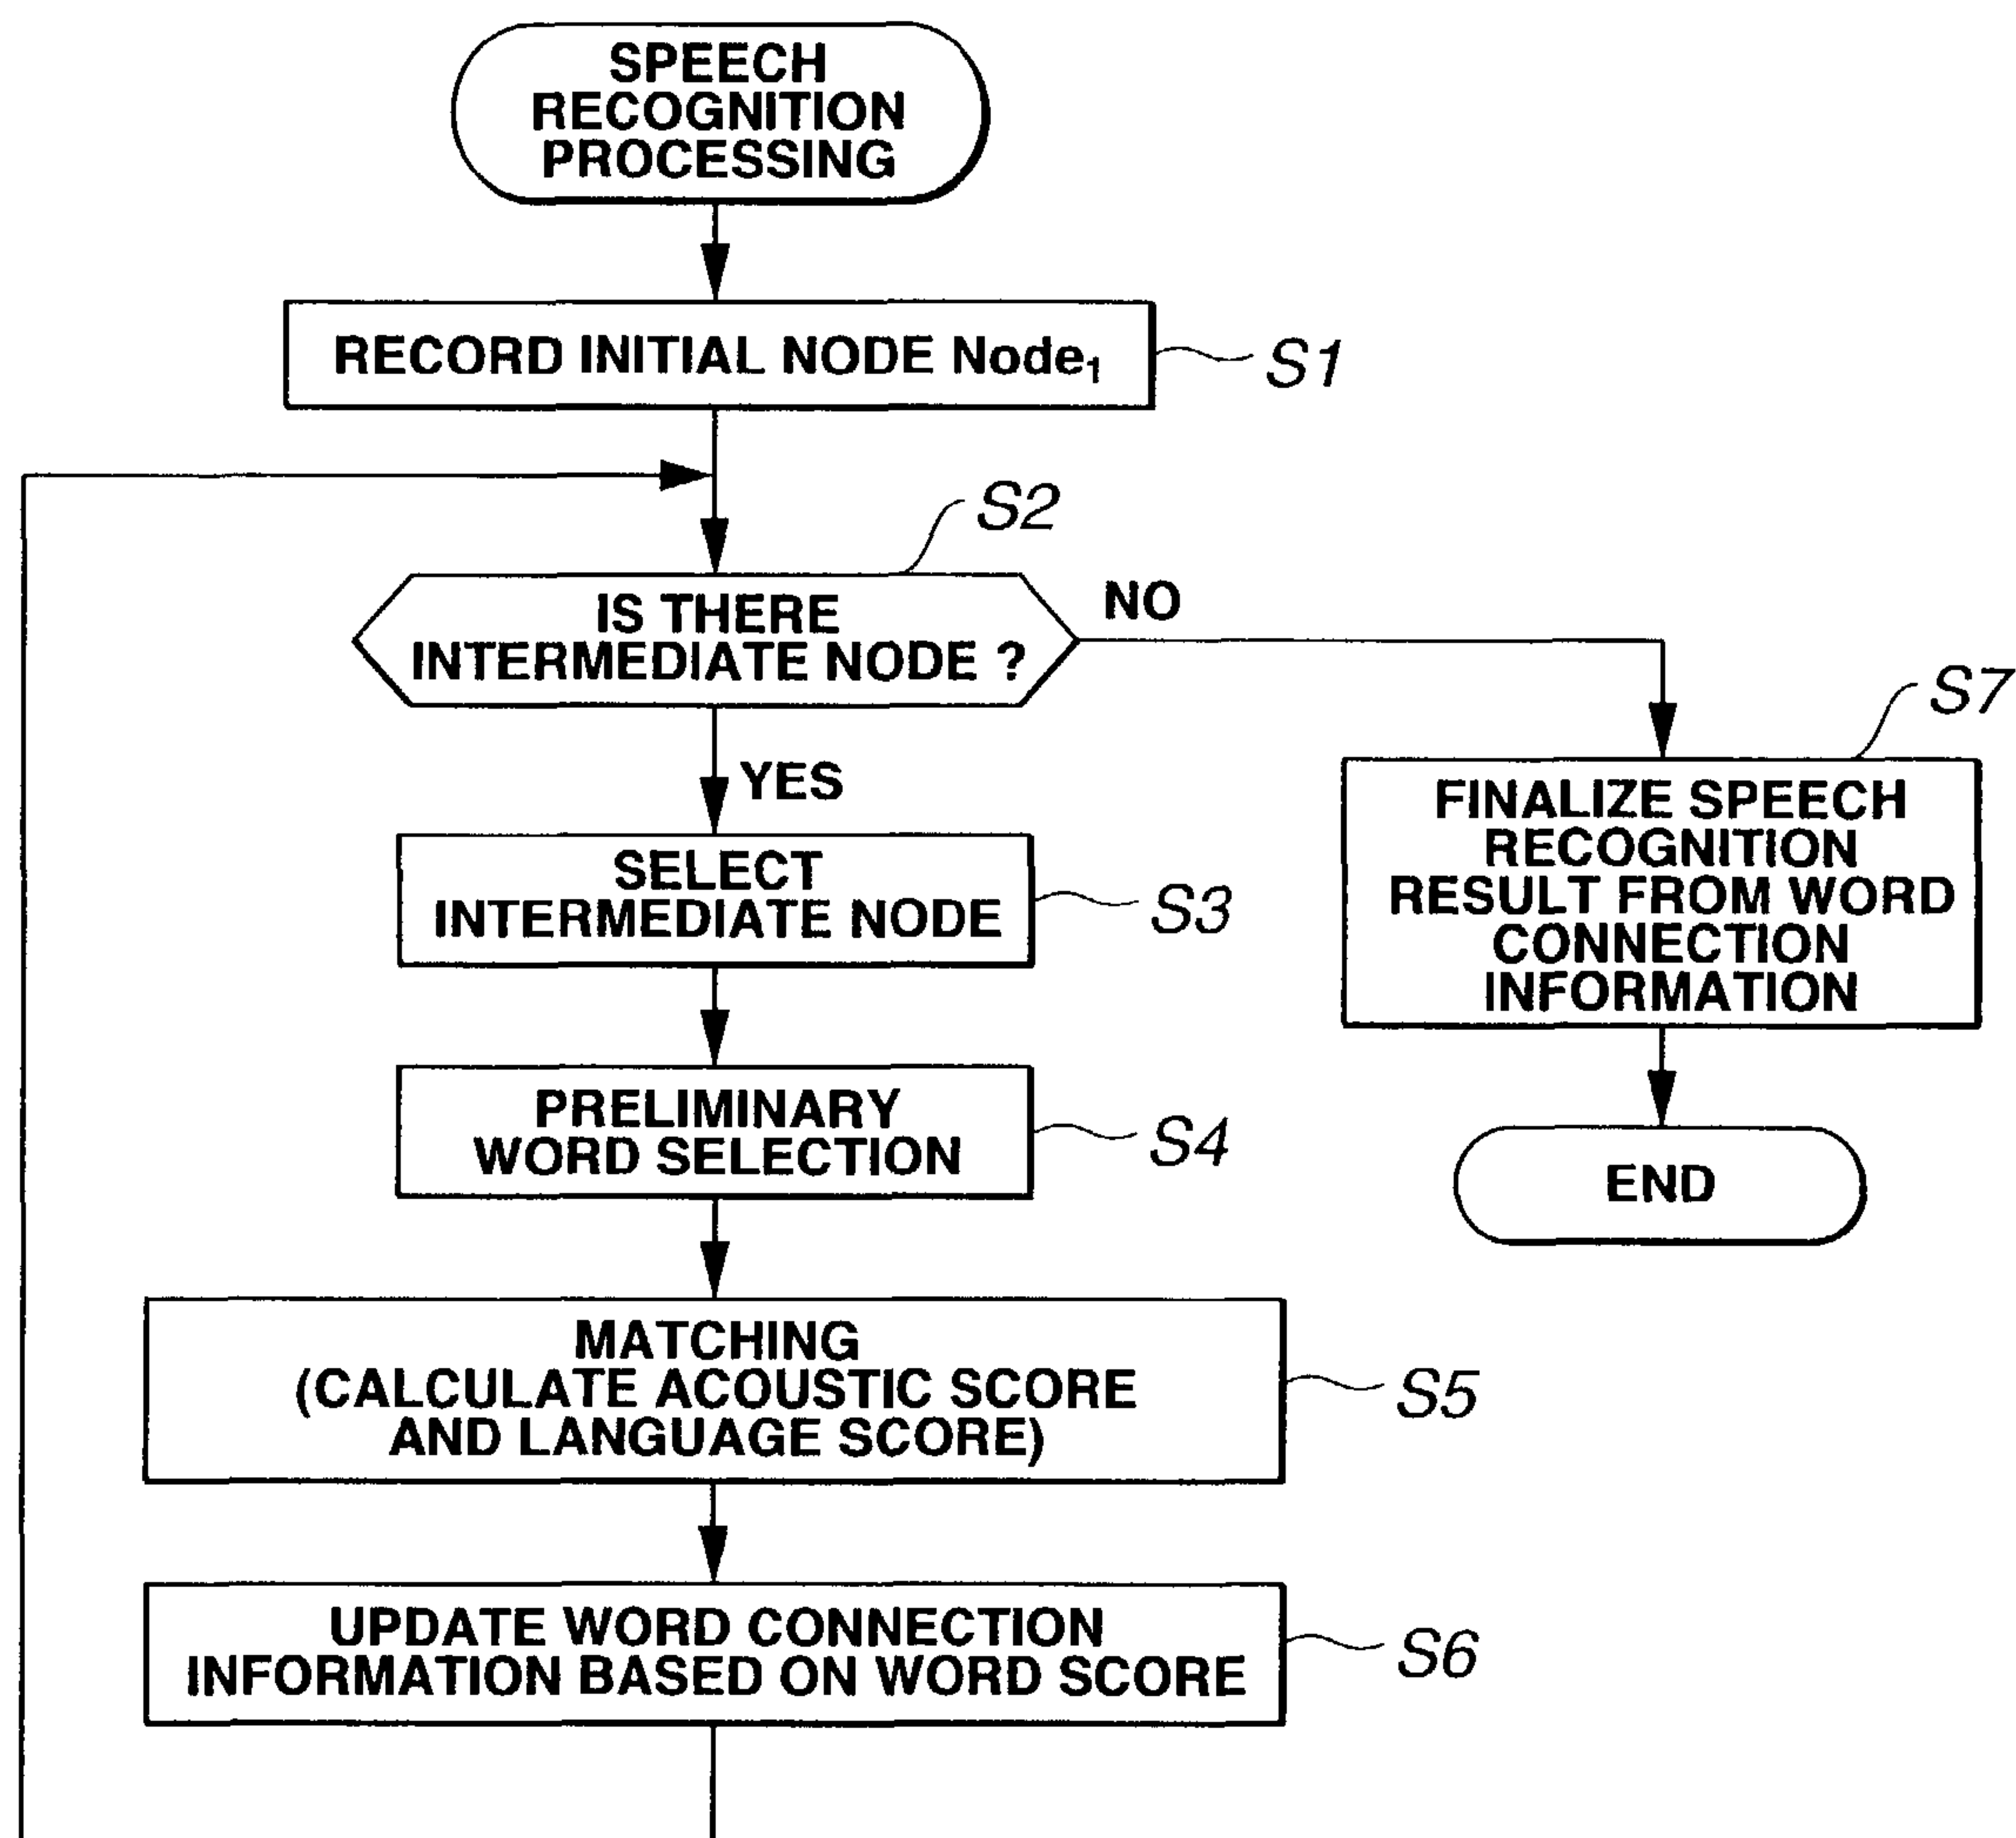 SPEECH
RECOGNITION
PROCESSING
RECORD INITIAL NODE Node₁
S1
S2
IS THERE
INTERMEDIATE NODE ?
NO
YES
S7
FINALIZE SPEECH
RECOGNITION
RESULT FROM WORD
CONNECTION
INFORMATION
SELECT
INTERMEDIATE NODE
S3
PRELIMINARY
WORD SELECTION
S4
END
MATCHING
(CALCULATE ACOUSTIC SCORE
AND LANGUAGE SCORE)
S5
UPDATE WORD CONNECTION
INFORMATION BASED ON WORD SCORE
S6